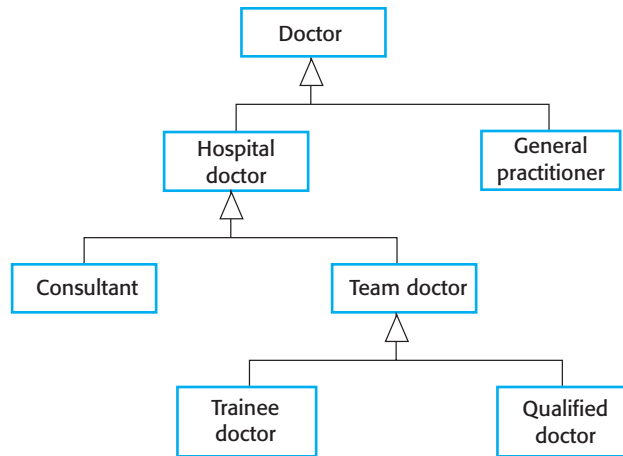 Doctor
Hospital
doctor
General
practitioner
Consultant
Team doctor
Trainee
doctor
Qualified
doctor